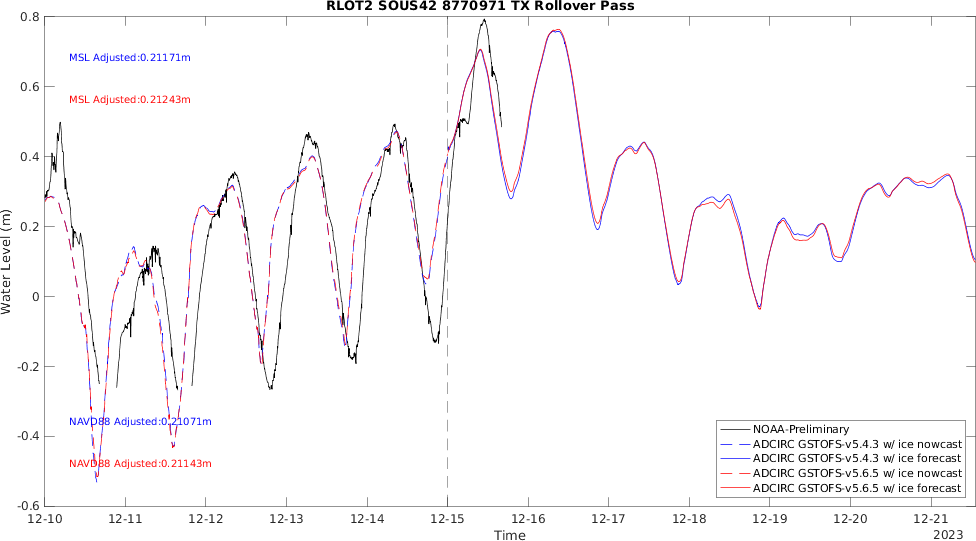 RLOT2 SOUS42 8770971 TX Rollover Pass
0.8
0.6
0.4
0.2
0
-0.2
-0.4
-0.6
Water Level (m)
MSL Adjusted:0.21171m
MSL Adjusted:0.21243m
NAVD88 Adjusted:0.21071m
NAVD88 Adjusted:0.21143m
NOAA-Preliminary
ADCIRC GSTOFS-v5.4.3 w/ ice nowcast
ADCIRC GSTOFS-v5.4.3 w/ ice forecast
ADCIRC GSTOFS-v5.6.5 w/ ice nowcast
ADCIRC GSTOFS-v5.6.5 w/ ice forecast
12-10 12-11 12-12 12-13 12-14 12-15 12-16 12-17 12-18 12-19 12-20 12-21
Time
2023